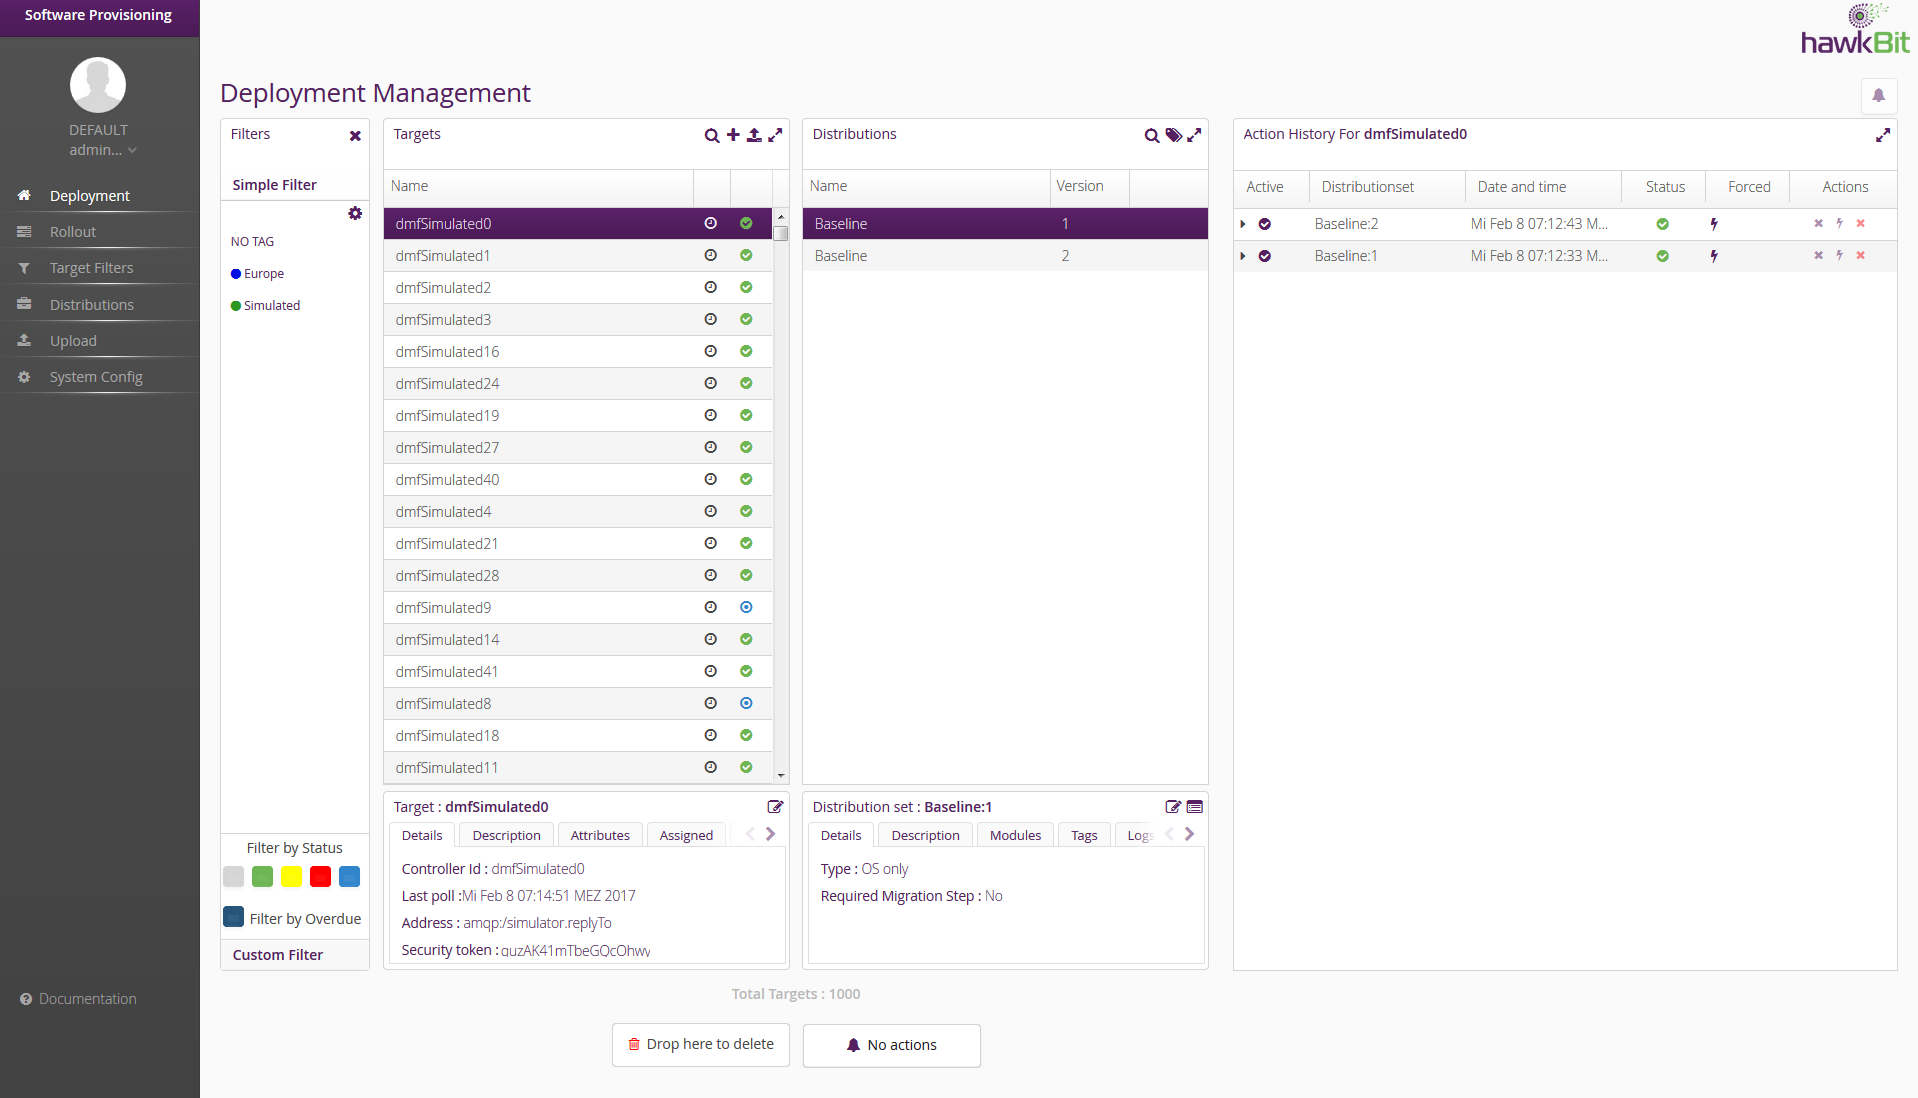 Software Provisioning
DEFAULT
admin...
Deployment
Rollout
Target Filters
Distributions
Upload
System Config
Documentation
hawkBit
Deployment Management
Filters
Simple Filter
NO TAG
Europe
Simulated
Filter by Status
Filter by Overdue
Custom Filter
Targets
Name
dmfSimulated0
dmfSimulated1
dmfSimulated2
dmfSimulated3
dmfSimulated16
dmfSimulated24
dmfSimulated19
dmfSimulated27
dmfSimulated40
dmfSimulated4
dmfSimulated21
dmfSimulated28
dmfSimulated9
dmfSimulated14
dmfSimulated41
dmfSimulated8
dmfSimulated18
dmfSimulated11
Target : dmfSimulated0
Details Description Attributes Assigned
Controller Id : dmfSimulated0
Last poll :Mi Feb 8 07:14:51 MEZ 2017
Address : amqp:/simulator.replyTo
Security token : quzAK41mTbeGQcOhwy
Distributions
Name Version
Baseline 1
Baseline 2
Distribution set : Baseline:1
Details Description Modules Tags Logs
Type : OS only
Required Migration Step : No
Action History For dmfSimulated0
Active Distributionset Date and time Status Forced Actions
Baseline:2 Mi Feb 8 07:12:43 M...
Baseline:1 Mi Feb 8 07:12:33 M...
Total Targets : 1000
Drop here to delete
No actions